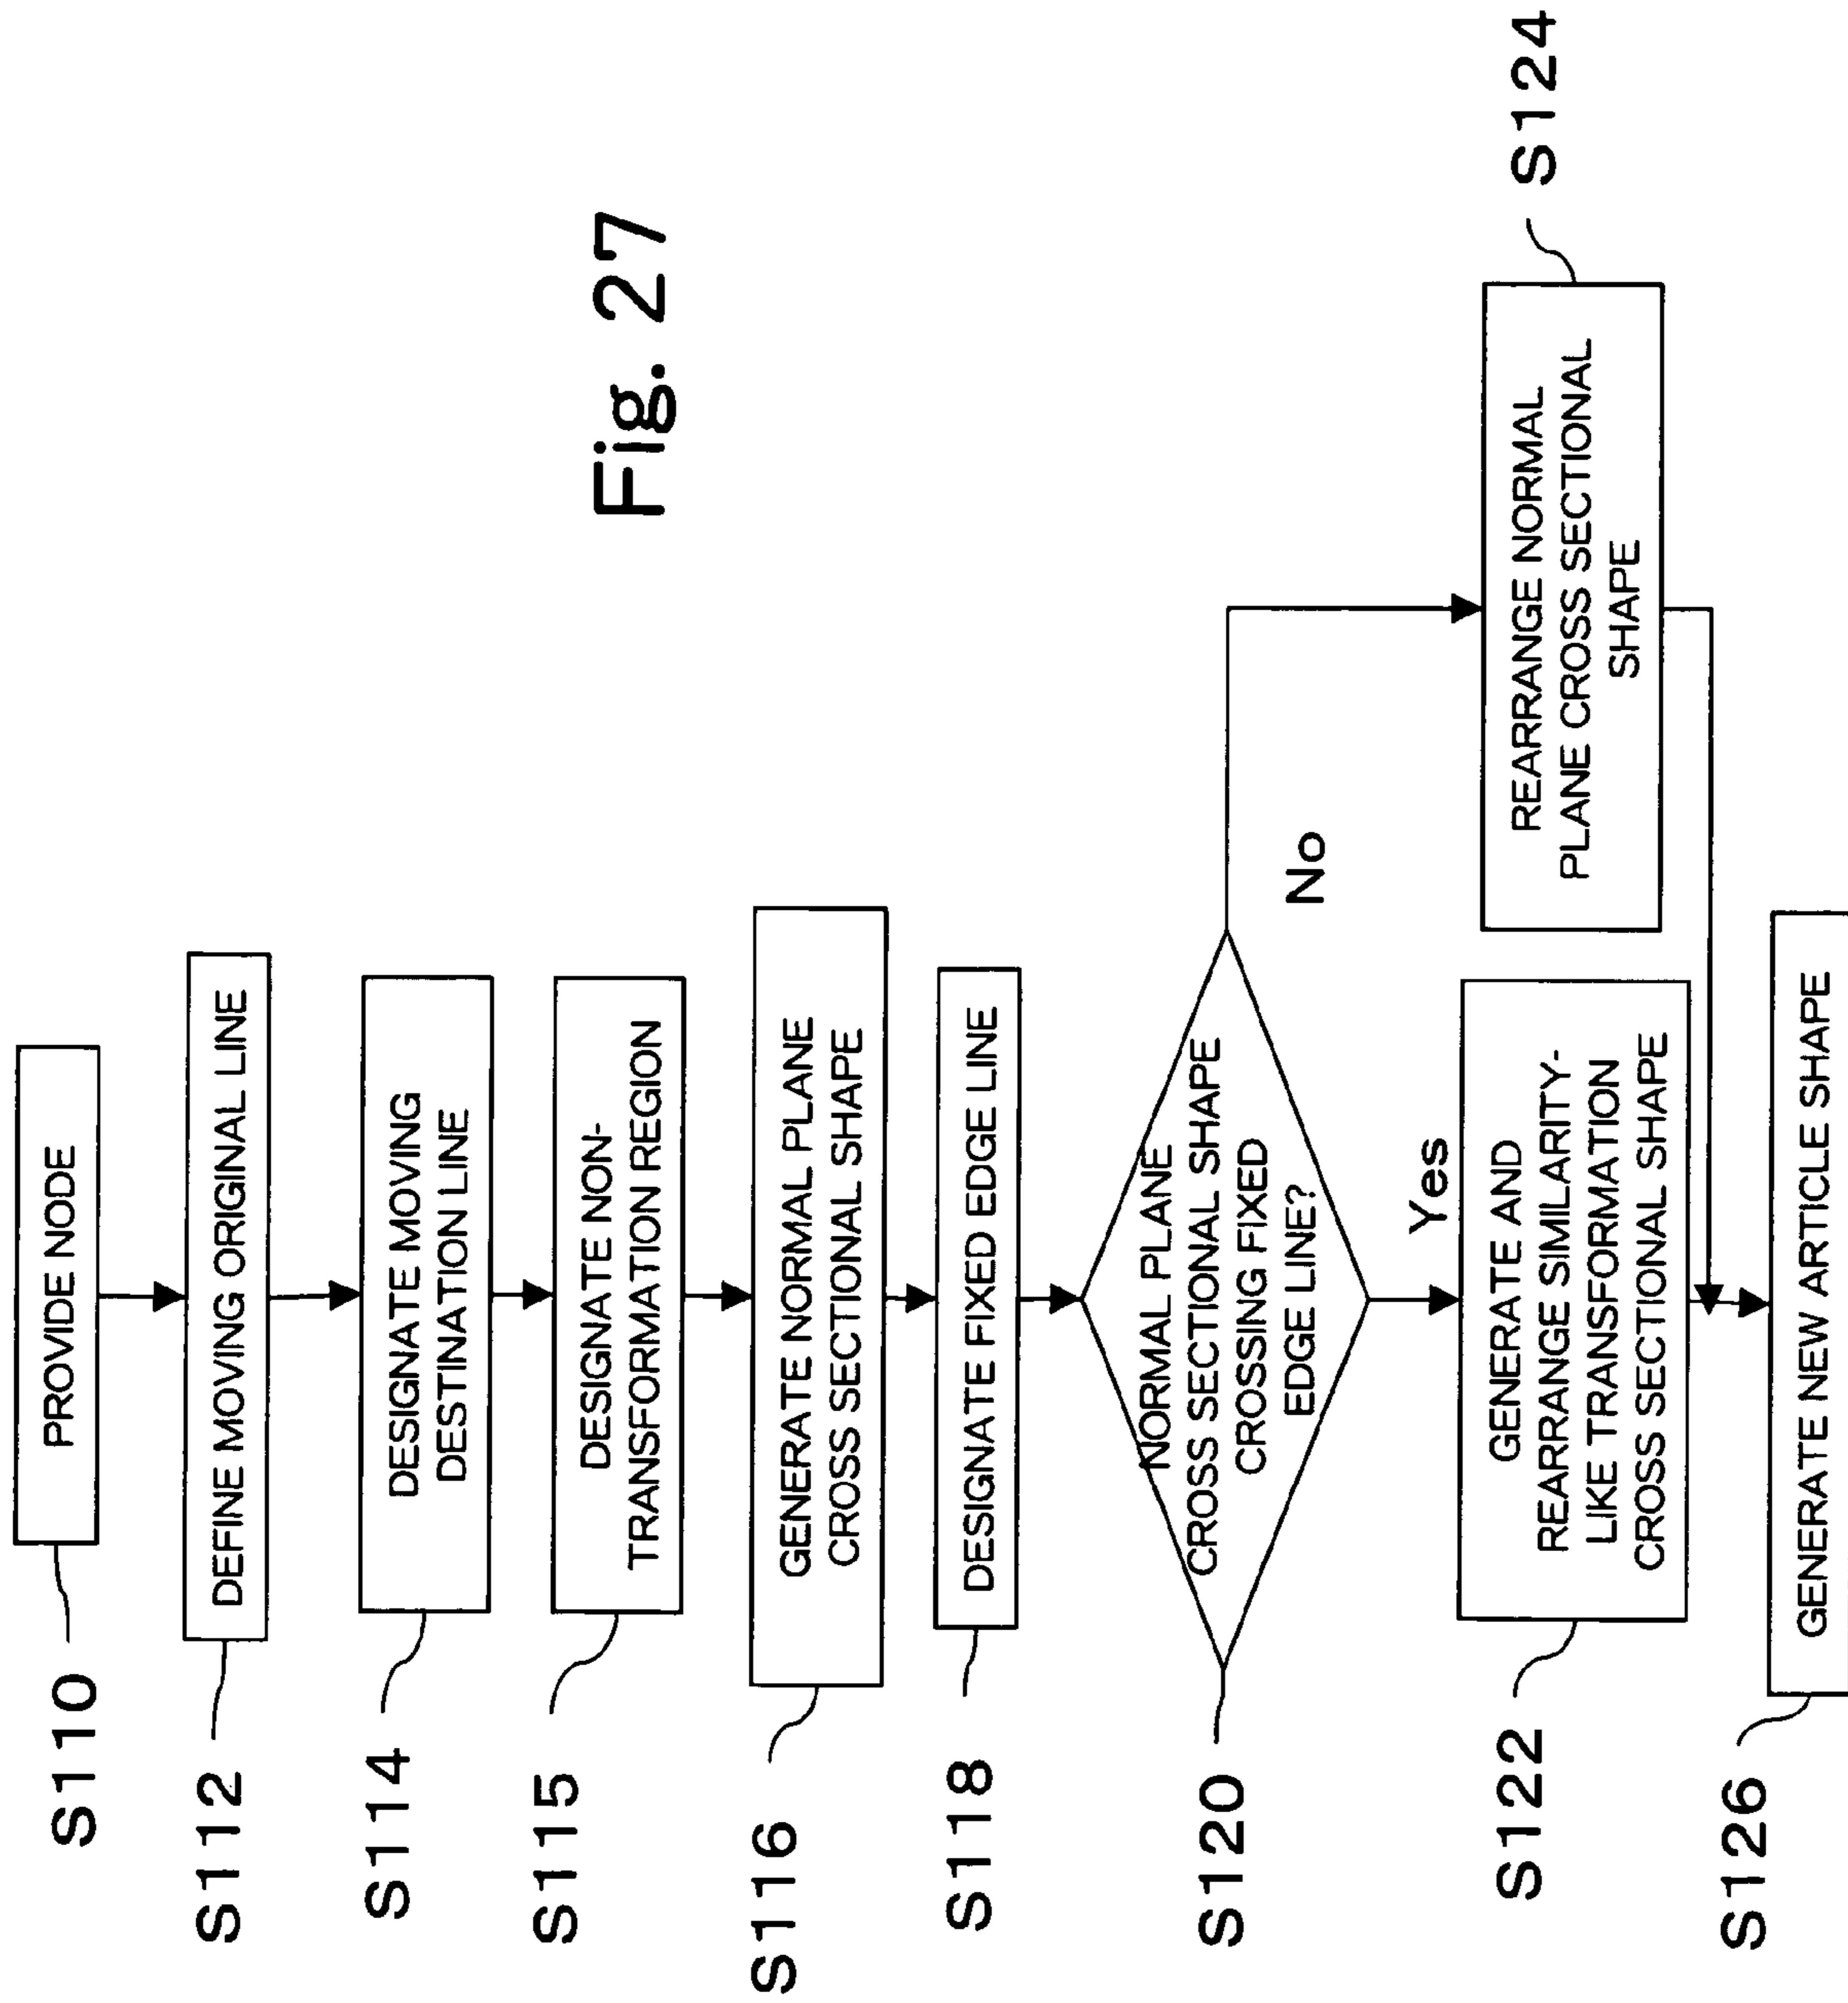 Fig. 27
S110
PROVIDE NODE
S112
DEFINE MOVING ORIGINAL LINE
S114
DESIGNATE MOVING
DESTINATION LINE
S115
DESIGNATE NON-
TRANSFORMATION REGION
S116
GENERATE NORMAL PLANE
CROSS SECTIONAL SHAPE
S118
DESIGNATE FIXED EDGE LINE
S120
NORMAL PLANE
CROSS SECTIONAL SHAPE
CROSSING FIXED
EDGE LINE?
No
Yes
S122
GENERATE AND
REARRANGE SIMILARITY-
LIKE TRANSFORMATION
CROSS SECTIONAL SHAPE
REARRANGE NORMAL
PLANE CROSS SECTIONAL
SHAPE
S124
S126
GENERATE NEW ARTICLE SHAPE